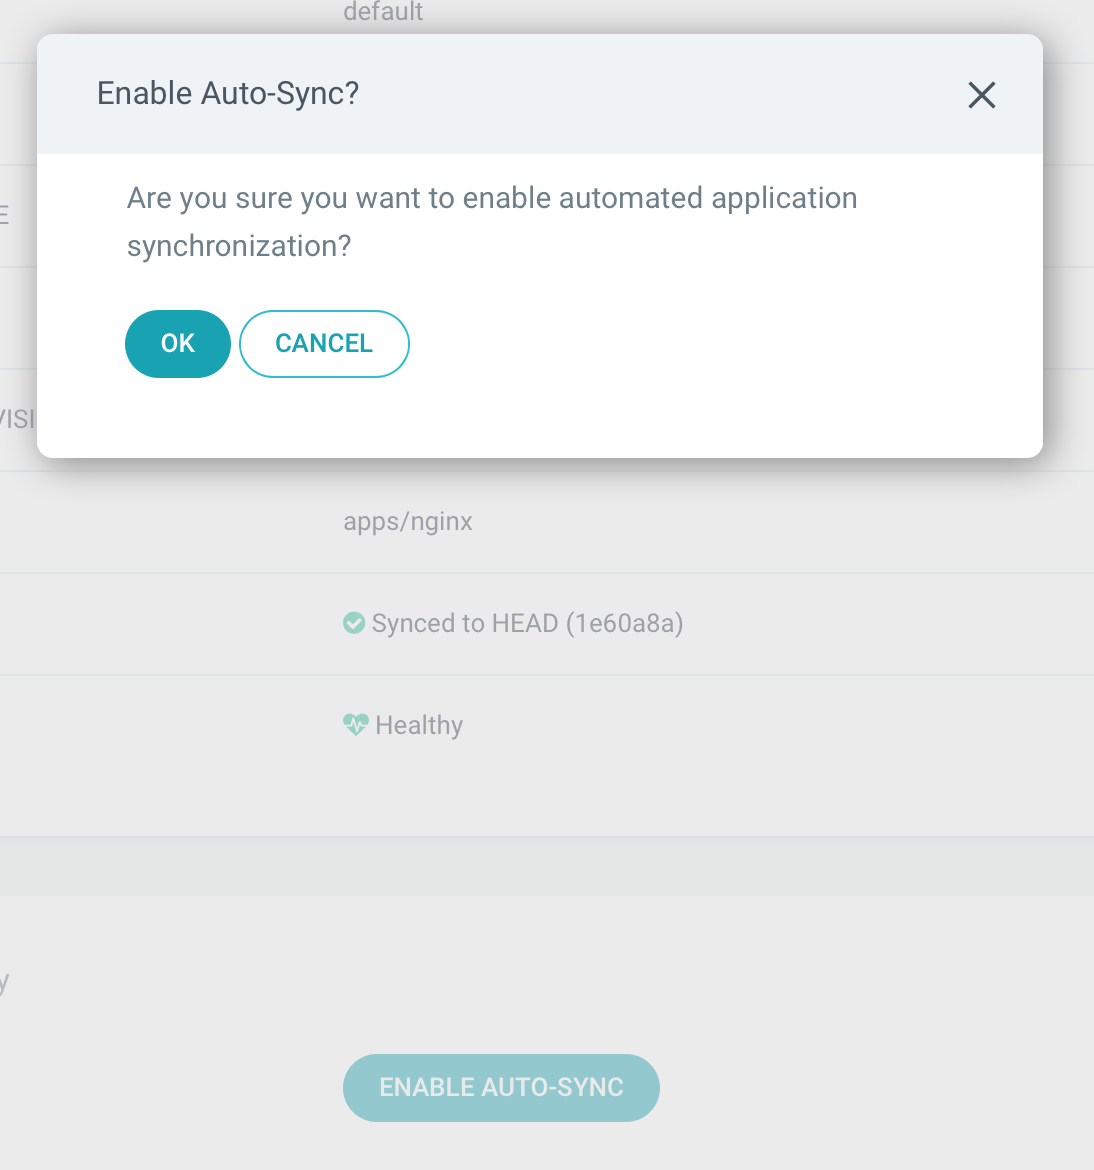 default
Enable Auto-Sync?
Are you sure you want to enable automated application
synchronization?
OK CANCEL
apps/nginx
Synced to HEAD (1e60a8a)
Healthy
ENABLE AUTO-SYNC